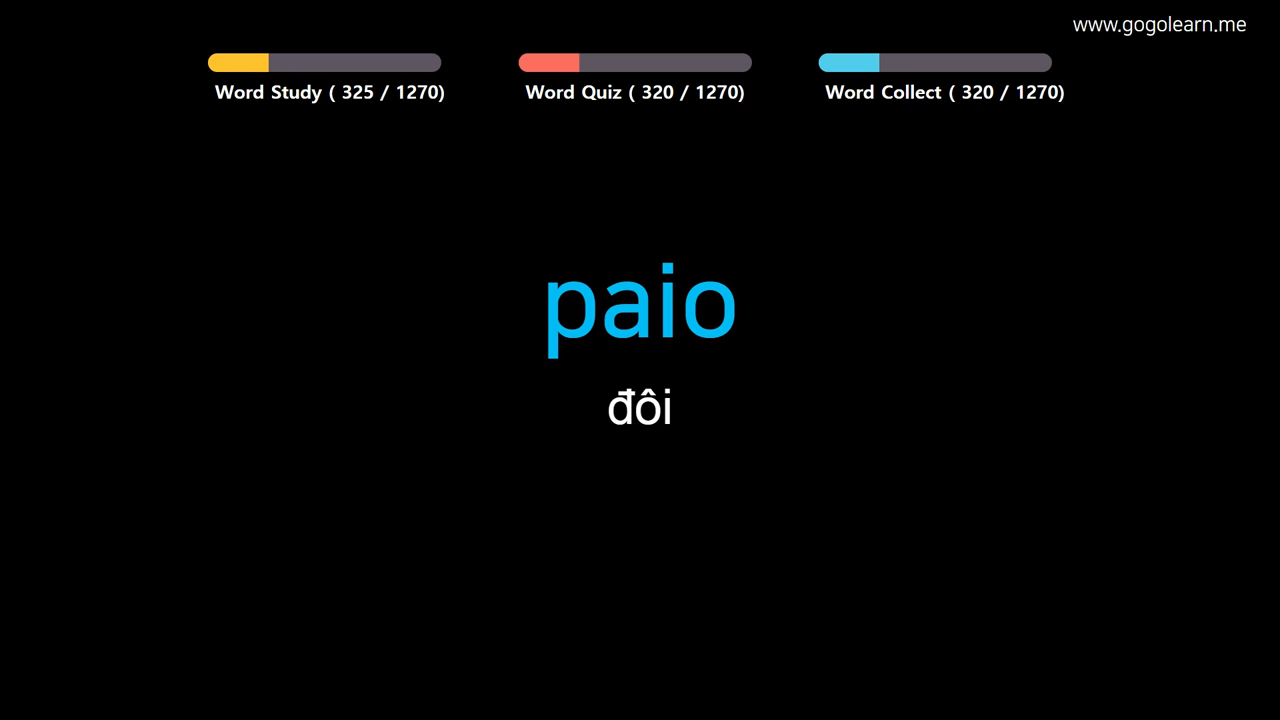 www.gogolearn.me
Word Study ( 325 / 1270)
Word Quiz ( 320 / 1270)
Word Collect ( 320 / 1270)
paio
đôi